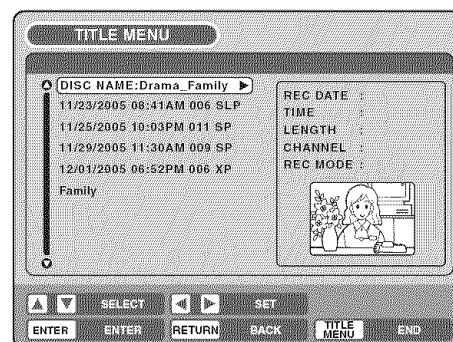 TITLE MENU
DISC NAME:Drama_Family
11/23/2005 08:41AM 006 SLP
11/25/2005 10:03PM 011 SP
11/29/2005 11:30AM 009 SP
12/01/2005 06:52PM 006 XP
Family
REC DATE :
TIME :
LENGTH :
CHANNEL :
REC MODE :
SELECT SET
ENTER ENTER RETURN BACK TITLE MENU END